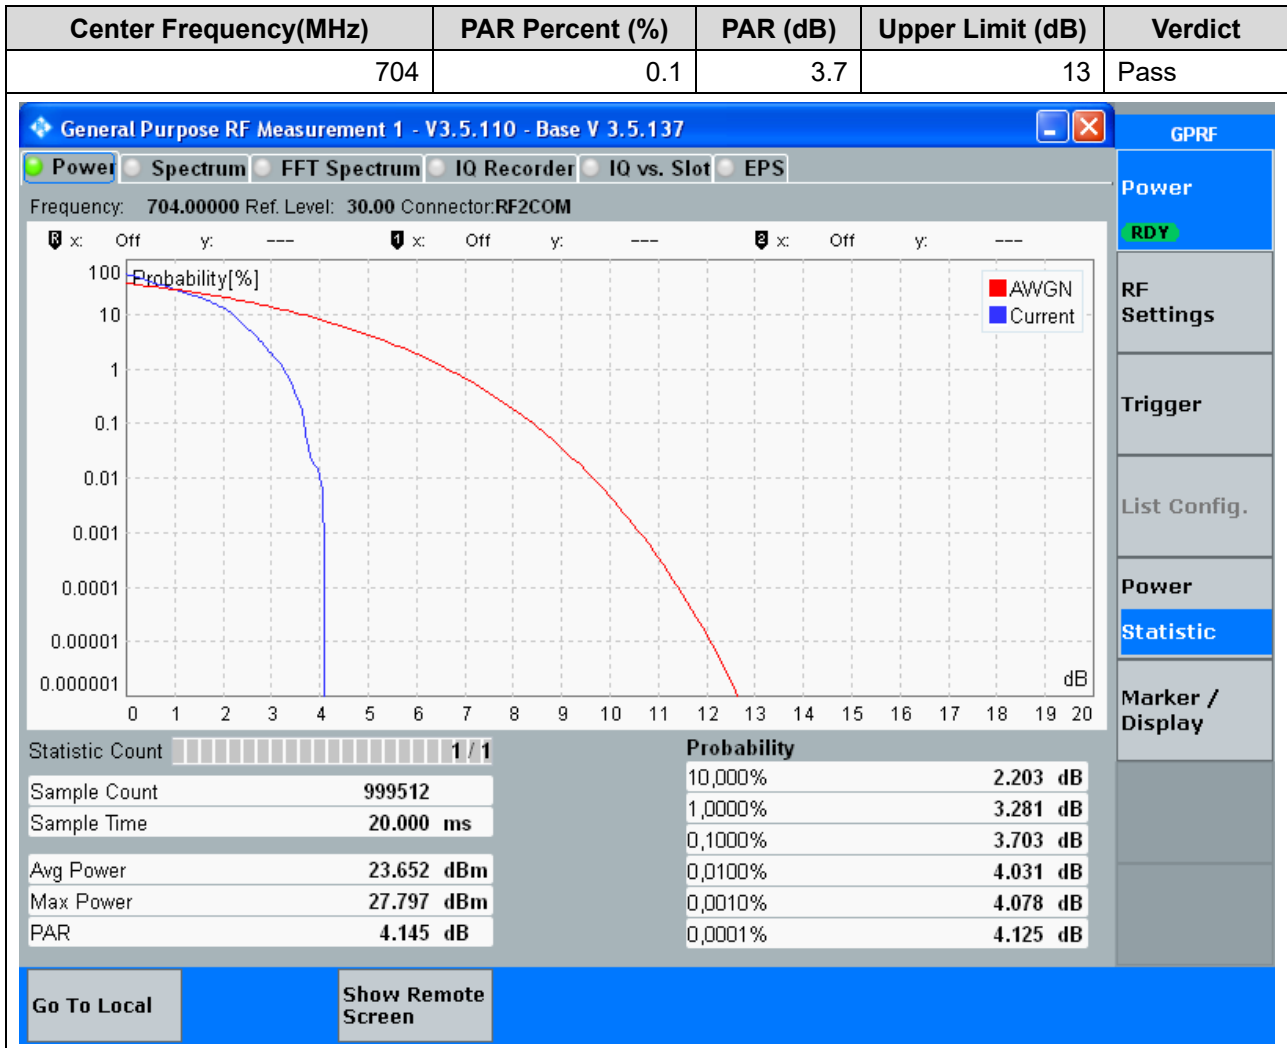 Center Frequency(MHz) PAR Percent (%) PAR (dB) Upper Limit (dB) Verdict
704 0.1 3.7 13 Pass
General Purpose RF Measurement 1 - V3.5.110 - Base V 3.5.137
GPRF
Power Spectrum FFT Spectrum IQ Recorder IQ vs. Slot EPS
Power
RDY
Frequency: 704.00000 Ref. Level: 30.00 Connector:RF2COM
R x: Off y: --- 1 x: Off y: --- 2 x: Off y: ---
Probability[%]
AWGN
Current
100
10
1
0.1
0.01
0.001
0.0001
0.00001
0.000001
dB
0 1 2 3 4 5 6 7 8 9 10 11 12 13 14 15 16 17 18 19 20
RF
Settings
Trigger
List Config.
Power
Statistic
Marker /
Display
Statistic Count 1 / 1
Sample Count 999512
Sample Time 20.000 ms
Avg Power 23.652 dBm
Max Power 27.797 dBm
PAR 4.145 dB
Probability
10,000% 2.203 dB
1,0000% 3.281 dB
0,1000% 3.703 dB
0,0100% 4.031 dB
0,0010% 4.078 dB
0,0001% 4.125 dB
Go To Local
Show Remote
Screen